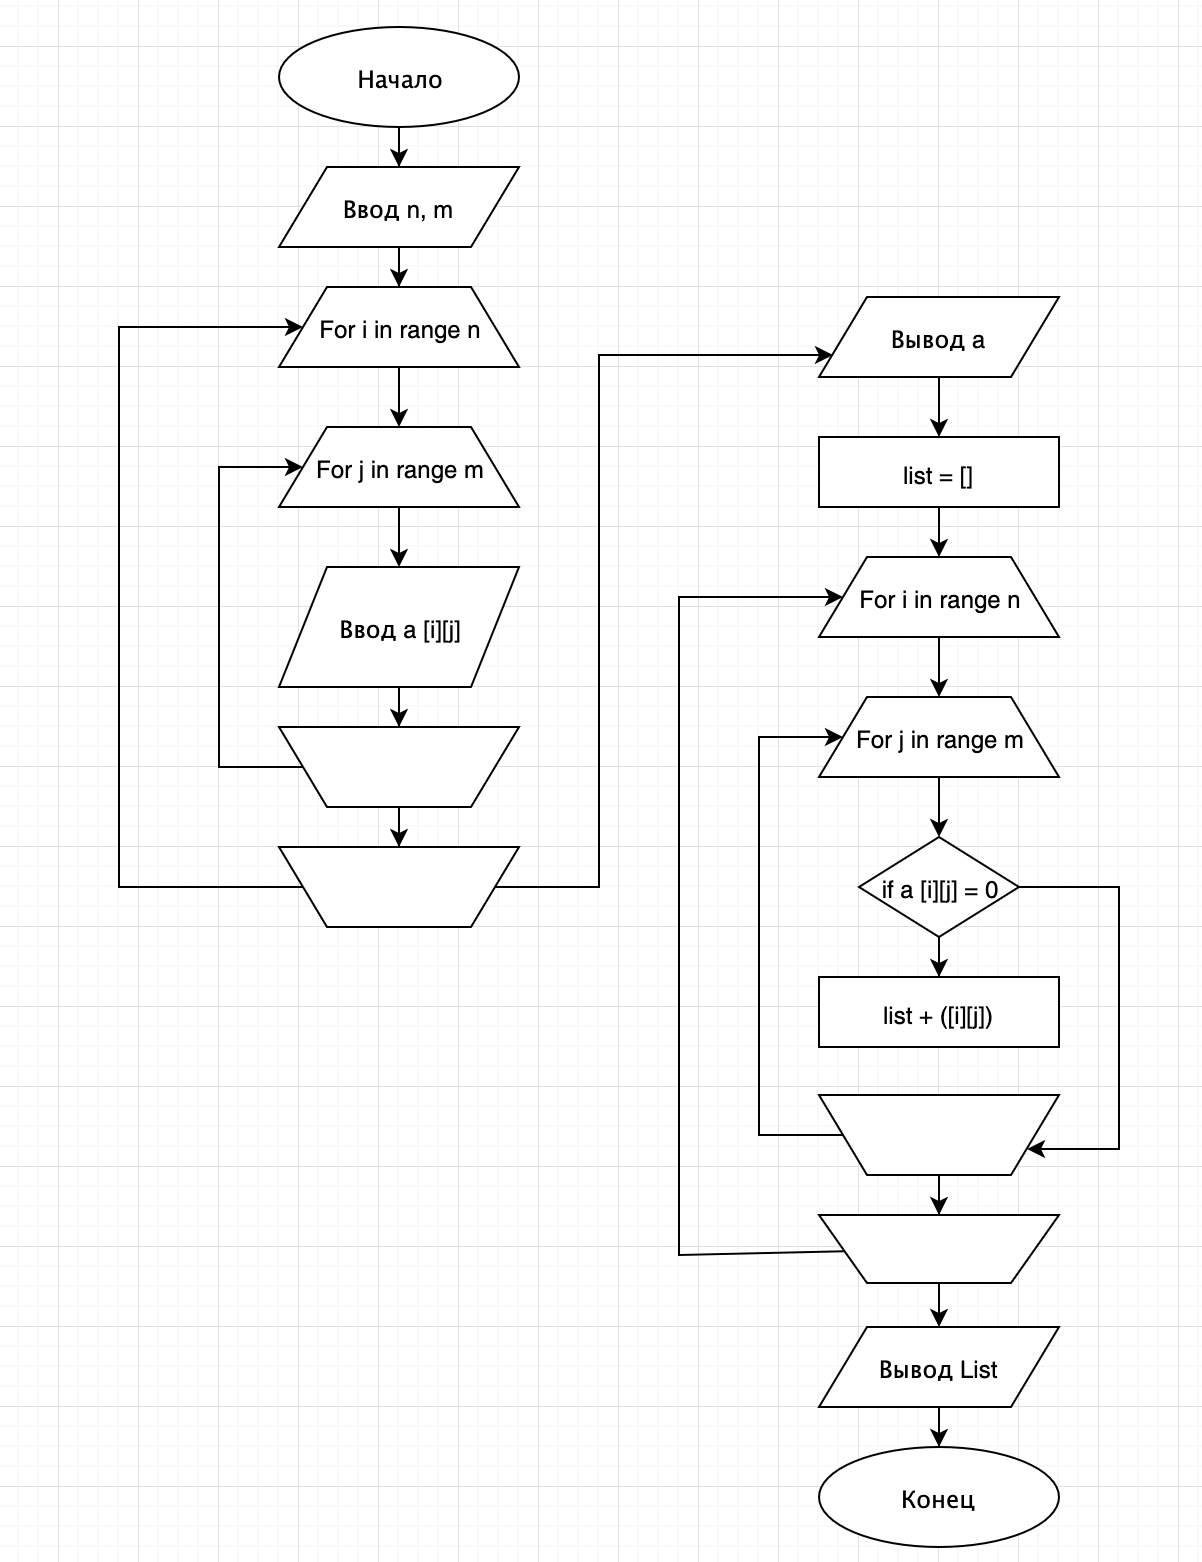 Начало
Ввод n, m
For i in range n
For j in range m
Ввод a [i][j]
Вывод a
list = []
For i in range n
For j in range m
if a [i][j] = 0
list + ([i][j])
Вывод List
Конец